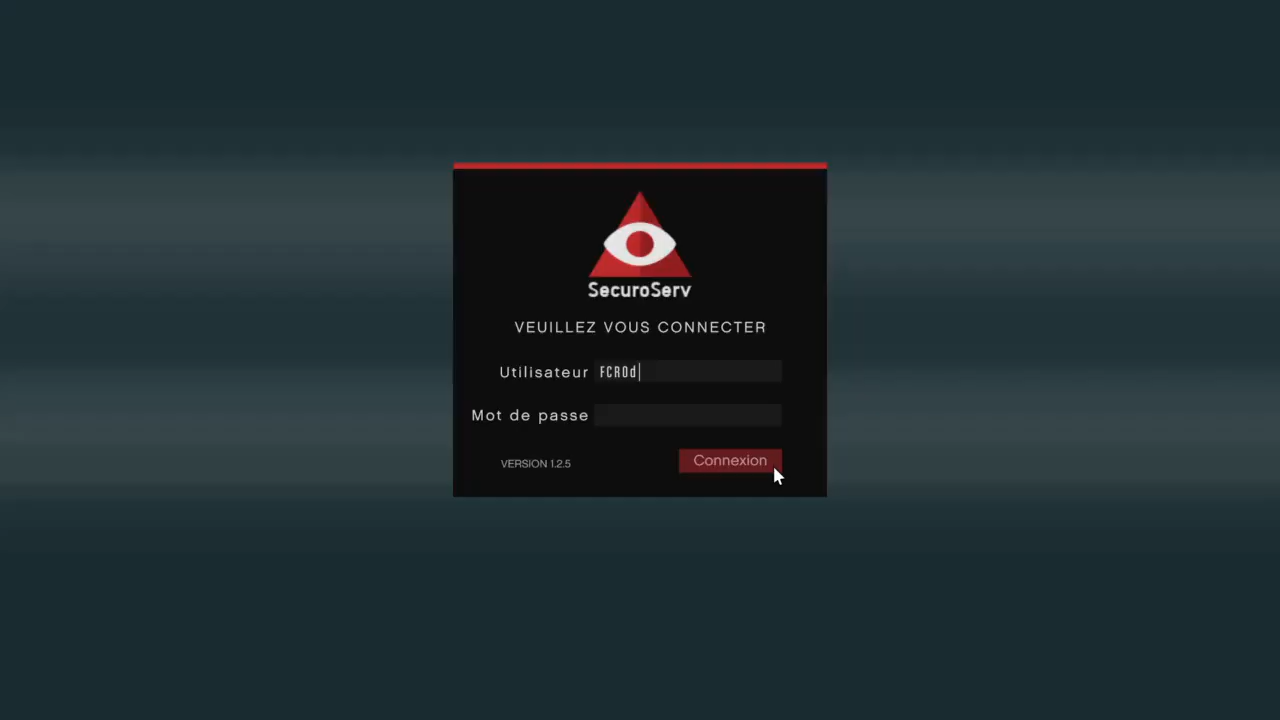 SecuroServ
VEUILLEZ VOUS CONNECTER
Utilisateur FCR0d
Mot de passe
VERSION 1.2.5 Connexion